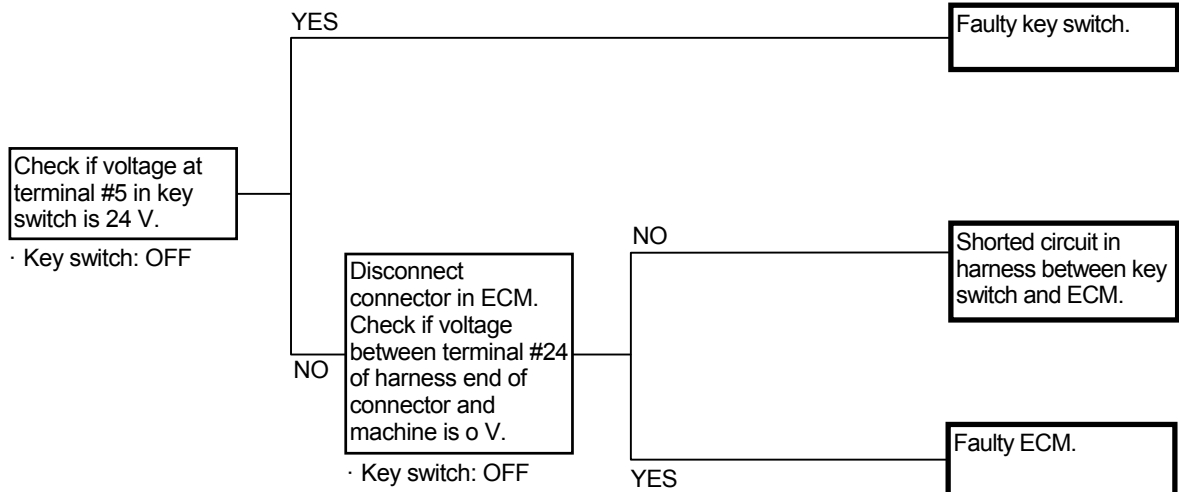 YES
Faulty key switch.
Check if voltage at
terminal #5 in key
switch is 24 V.
· Key switch: OFF
NO
Disconnect
connector in ECM.
Check if voltage
between terminal #24
of harness end of
connector and
machine is o V.
· Key switch: OFF
NO
Shorted circuit in
harness between key
switch and ECM.
YES
Faulty ECM.